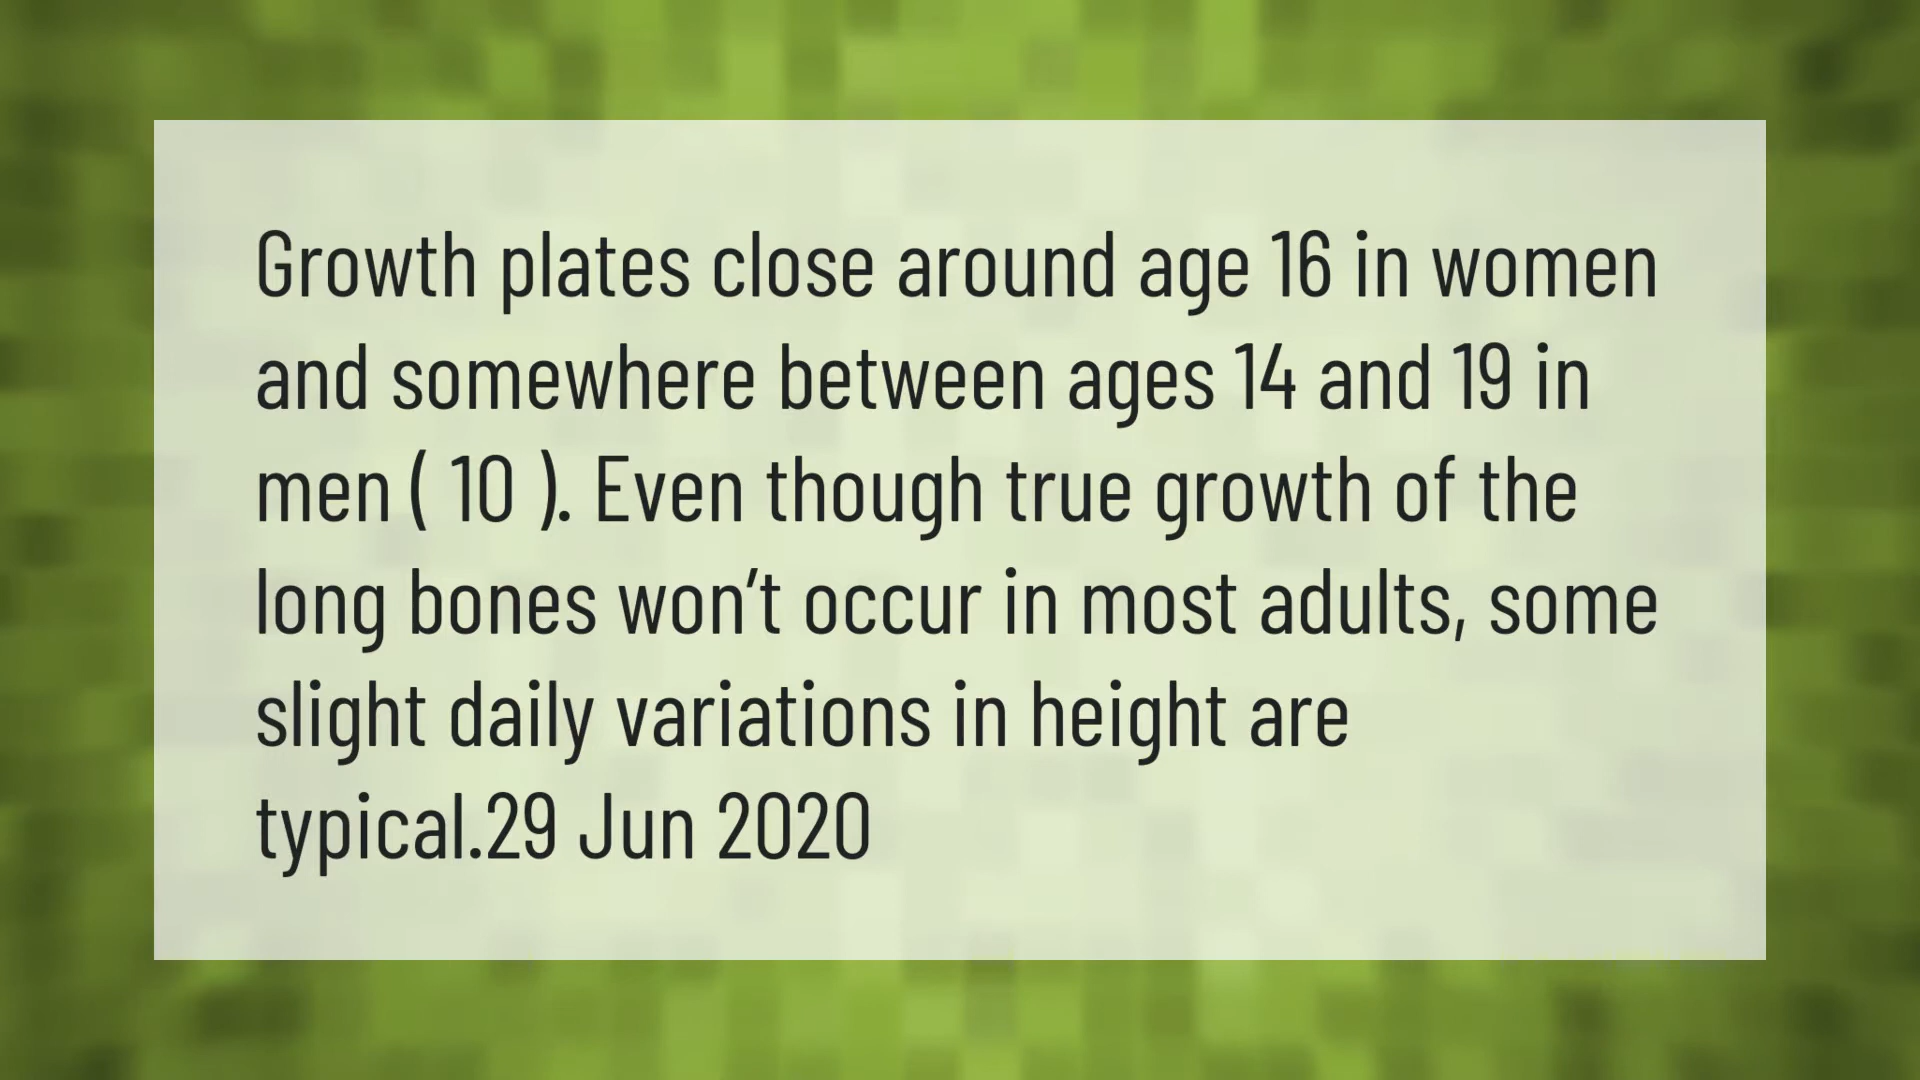 Growth plates close around age 16 in women
and somewhere between ages 14 and 19 in
men ( 10 ). Even though true growth of the
long bones won’t occur in most adults, some
slight daily variations in height are
typical.29 Jun 2020